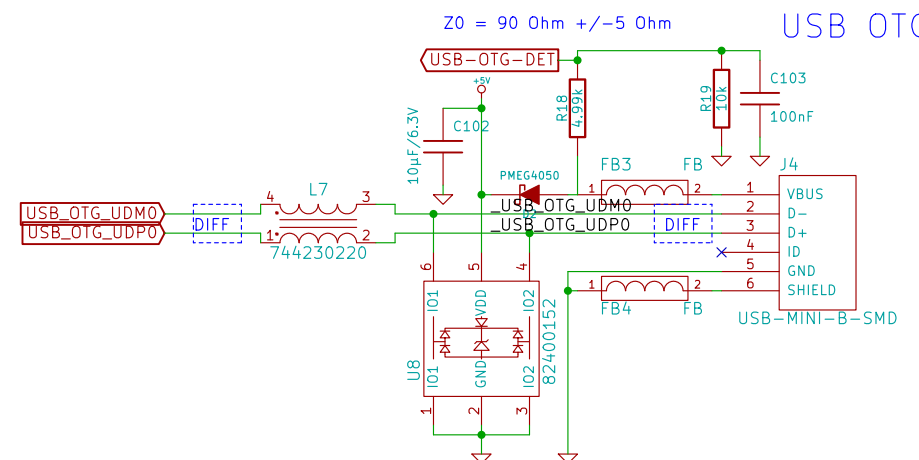 Z0 = 90 Ohm +/-5 Ohm
USB OTG
USB-OTG-DET
+5V
C102
10µF/6.3V
R18
4.99k
R19
10k
C103
100nF
PMEG4050
FB3
FB
J4
L7
4
3
1
2
744230220
USB_OTG_UDM0
USB_OTG_UDP0
DIFF
_USB_OTG_UDM0
_USB_OTG_UDP0
DIFF
1
2
1
VBUS
2
D-
3
D+
4
ID
5
GND
6
SHIELD
1
2
FB4
FB
USB-MINI-B-SMD
6
5
4
IO1
VDD
IO2
U8
IO1
GND
IO2
82400152
1
2
3